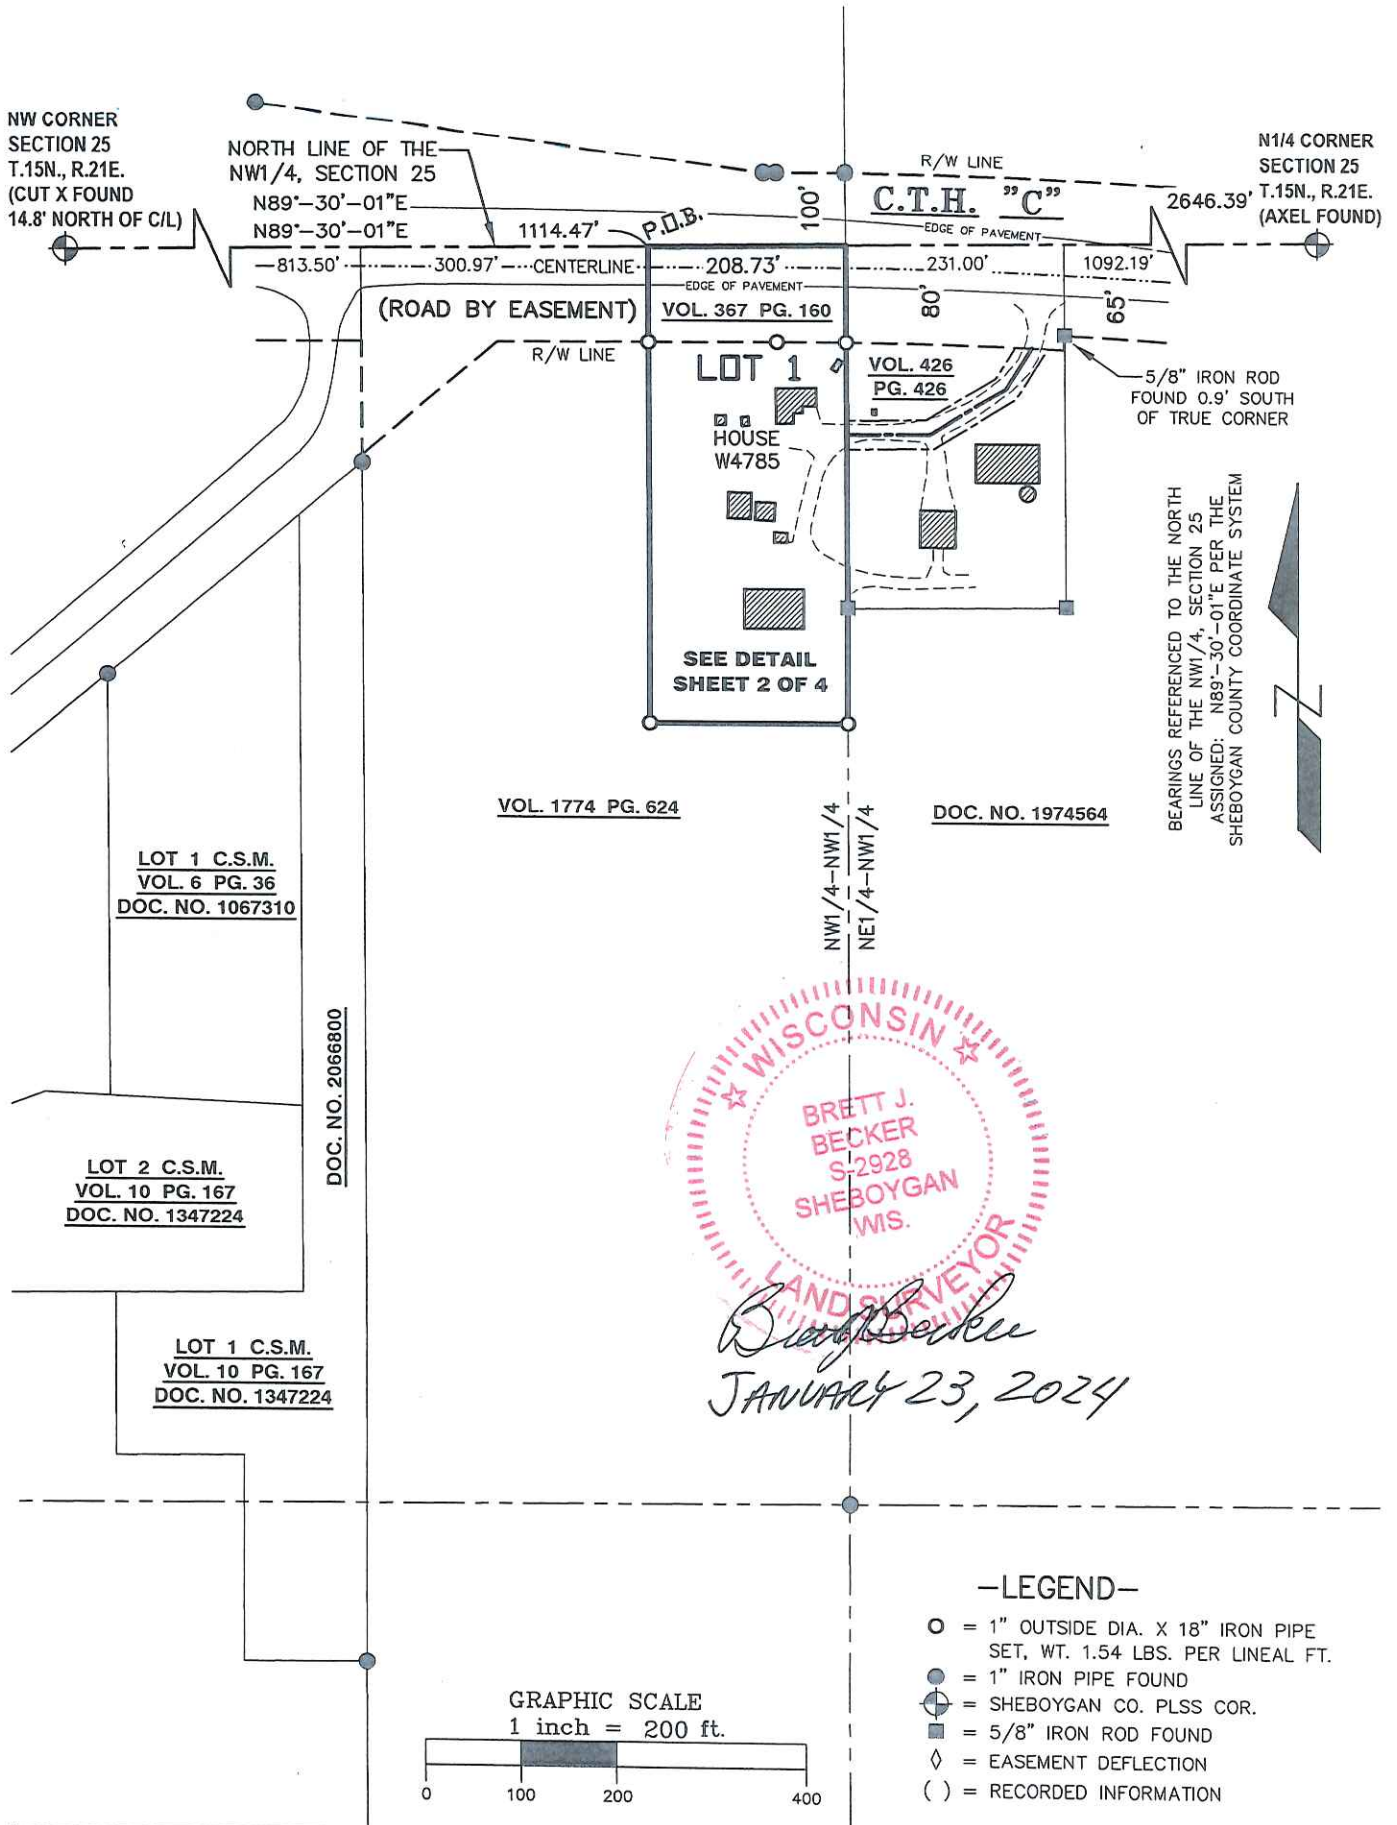 NW CORNER
SECTION 25
T.15N., R.21E.
(CUT X FOUND
14.8' NORTH OF C/L)
NORTH LINE OF THE
NW1/4, SECTION 25
N89°-30'-01"E
N89°-30'-01"E
1114.47'
P.O.B.
100'
R/W LINE
C.T.H. "C"
EDGE OF PAVEMENT
2646.39'
N1/4 CORNER
SECTION 25
T.15N., R.21E.
(AXEL FOUND)
813.50'
300.97'
CENTERLINE
208.73'
231.00'
1092.19'
EDGE OF PAVEMENT
(ROAD BY EASEMENT)
VOL. 367 PG. 160
80'
65'
R/W LINE
LOT 1
VOL. 426
PG. 426
5/8" IRON ROD
FOUND 0.9' SOUTH
OF TRUE CORNER
HOUSE
W4785
SEE DETAIL
SHEET 2 OF 4
BEARINGS REFERENCED TO THE NORTH
LINE OF THE NW1/4, SECTION 25
ASSIGNED: N89°-30'-01"E PER THE
SHEBOYGAN COUNTY COORDINATE SYSTEM
VOL. 1774 PG. 624
NW1/4-NW1/4
NE1/4-NW1/4
DOC. NO. 1974564
LOT 1 C.S.M.
VOL. 6 PG. 36
DOC. NO. 1067310
DOC. NO. 2066800
LOT 2 C.S.M.
VOL. 10 PG. 167
DOC. NO. 1347224
LOT 1 C.S.M.
VOL. 10 PG. 167
DOC. NO. 1347224
WISCONSIN
BRETT J.
BECKER
S-2928
SHEBOYGAN
WIS.
LAND SURVEYOR
Brett J Becker
JANUARY 23, 2024
-LEGEND-
= 1" OUTSIDE DIA. X 18" IRON PIPE
SET, WT. 1.54 LBS. PER LINEAL FT.
= 1" IRON PIPE FOUND
= SHEBOYGAN CO. PLSS COR.
= 5/8" IRON ROD FOUND
= EASEMENT DEFLECTION
( ) = RECORDED INFORMATION
GRAPHIC SCALE
1 inch = 200 ft.
0 100 200 400